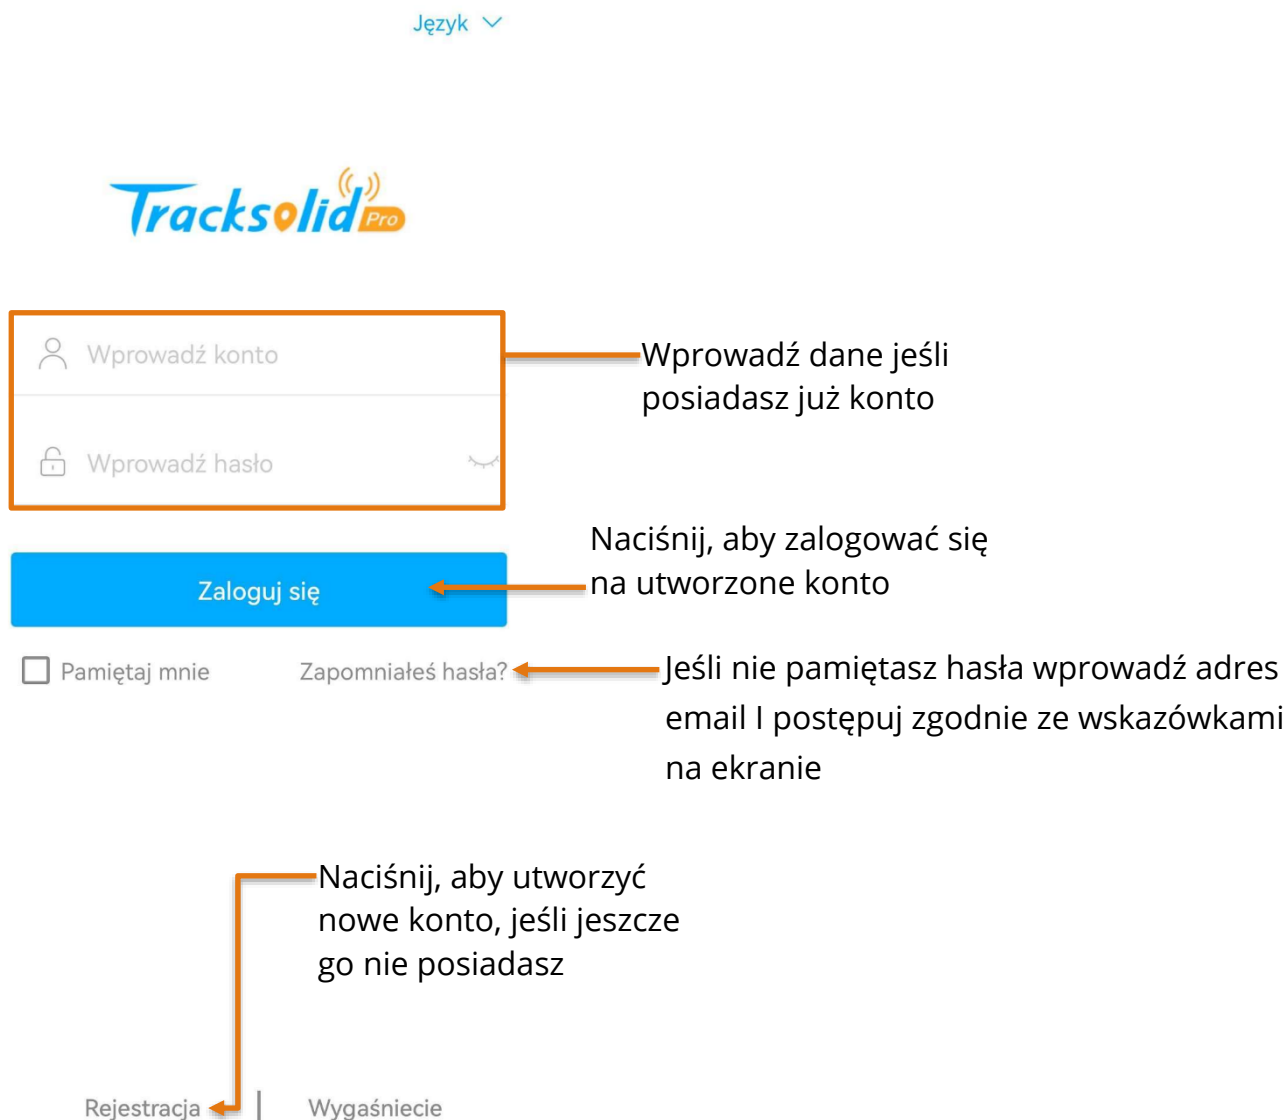 Język
Tracksolid Pro
Wprowadź konto
Wprowadź dane jeśli
posiadasz już konto
Wprowadź hasło
Naciśnij, aby zalogować się
na utworzone konto
Zaloguj się
Pamiętaj mnie
Zapomniałeś hasła?
Jeśli nie pamiętasz hasła wprowadź adres
email I postępuj zgodnie ze wskazówkami
na ekranie
Naciśnij, aby utworzyć
nowe konto, jeśli jeszcze
go nie posiadasz
Rejestracja
Wygaśniecie